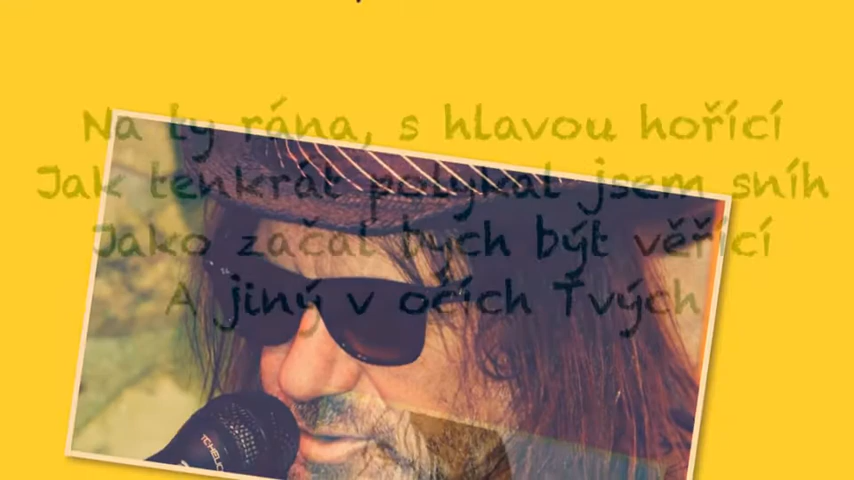 Na ty rána, s hlavou hořící
Jak tenkrát polykal jsem sníh
Jako začal bych být věřící
A jiný v očích Tvých